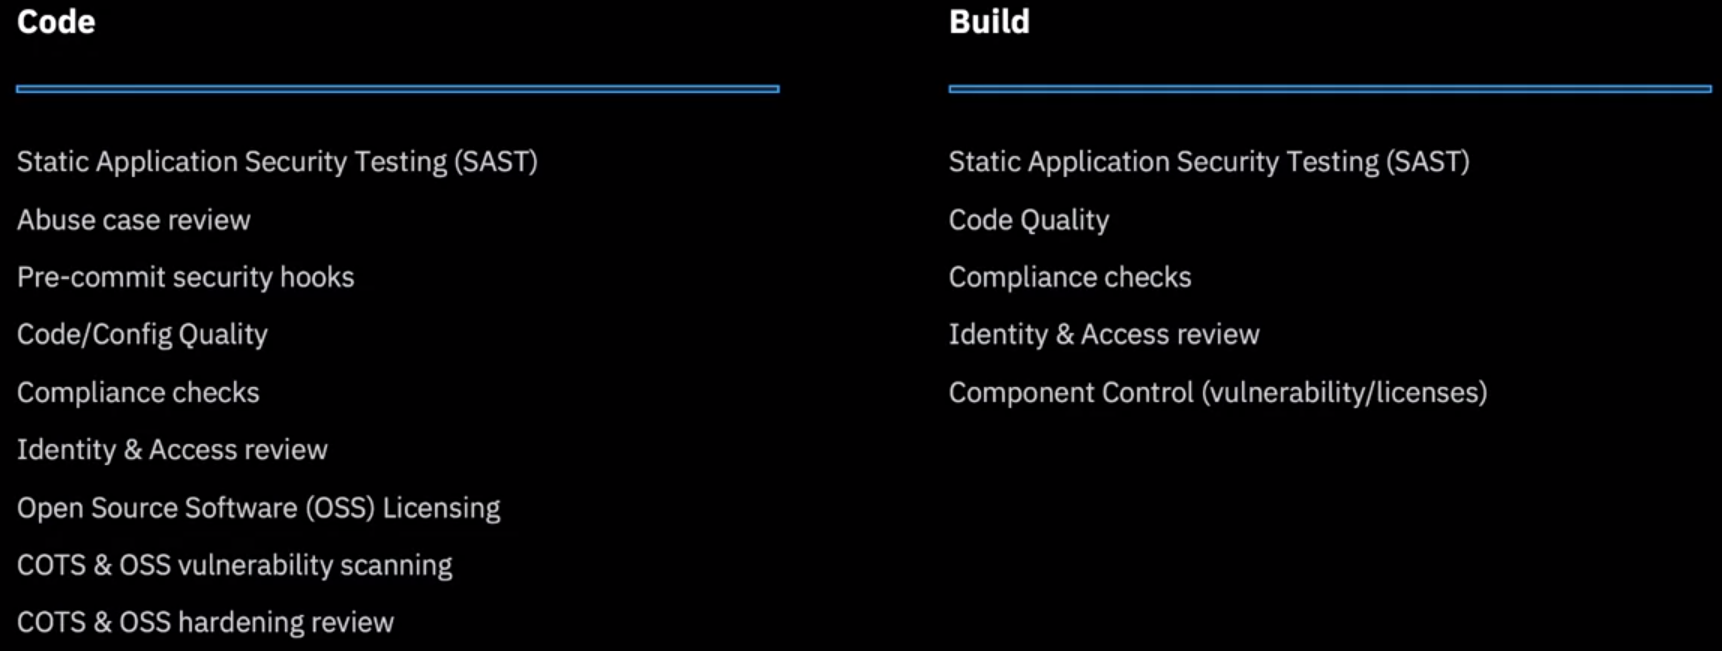 Code
Static Application Security Testing (SAST)
Abuse case review
Pre-commit security hooks
Code/Config Quality
Compliance checks
Identity & Access review
Open Source Software (OSS) Licensing
COTS & OSS vulnerability scanning
COTS & OSS hardening review
Build
Static Application Security Testing (SAST)
Code Quality
Compliance checks
Identity & Access review
Component Control (vulnerability/licenses)